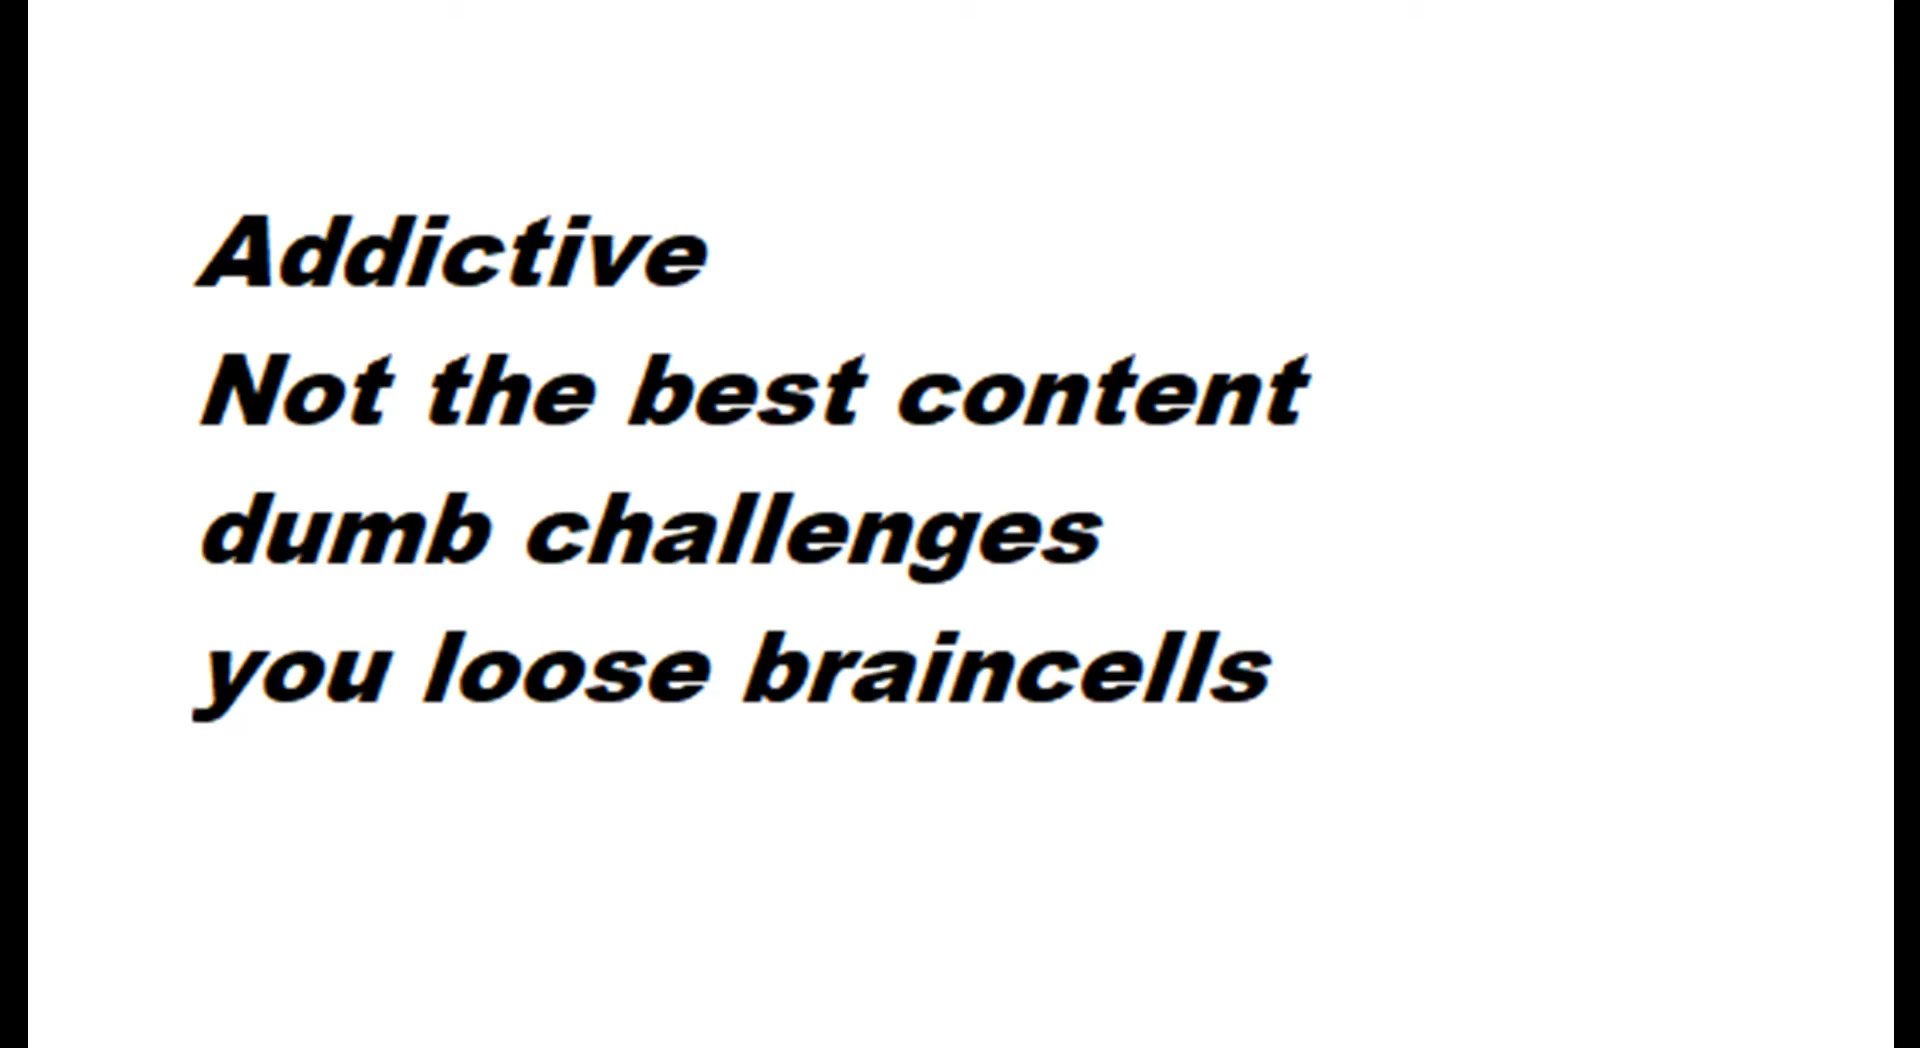 Addictive
Not the best content
dumb challenges
you loose braincells